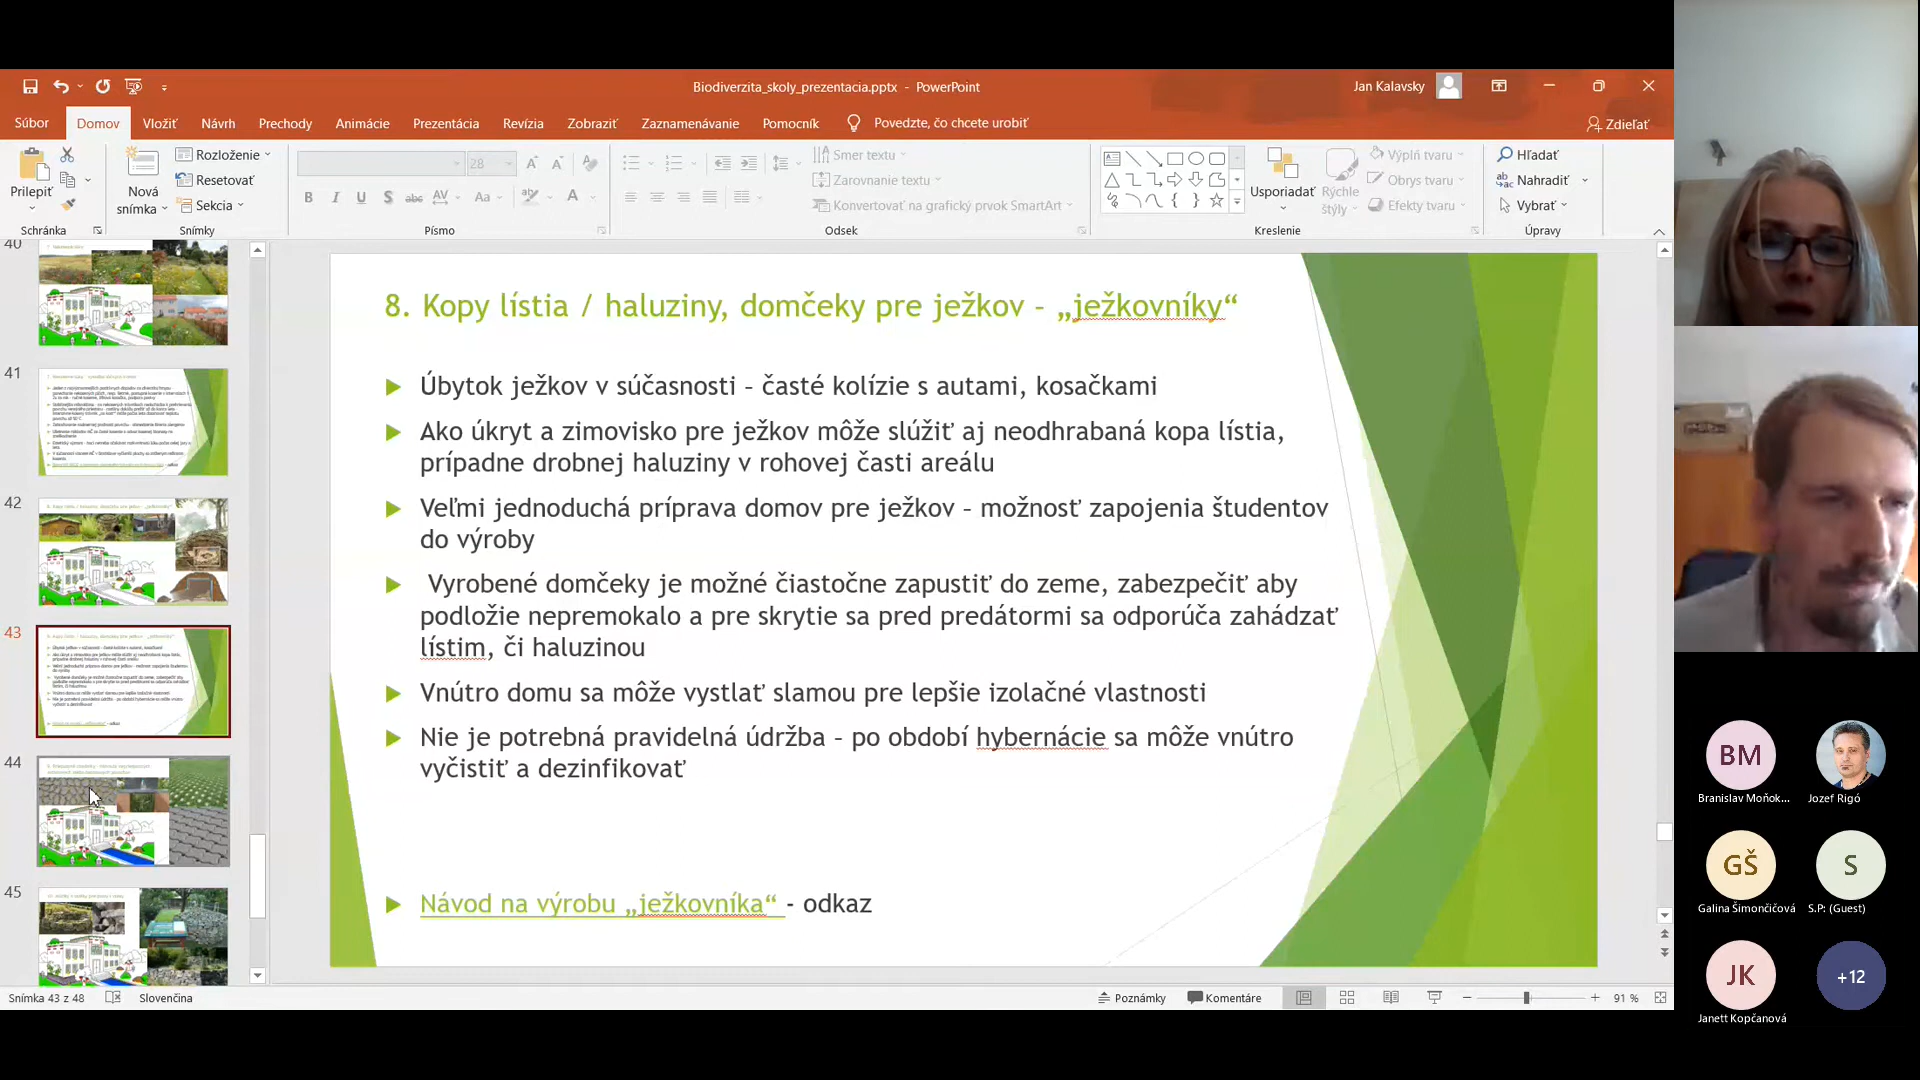 Biodiverzita_skoly_prezentacia.pptx - PowerPoint
Jan Kalavsky
Súbor Domov Vložiť Návrh Prechody Animácie Prezentácia Revízia Zobraziť Zaznamenávanie Pomocník Povedzte, čo chcete urobiť Zdieľať
Prilepiť
Schránka
Nová snímka
Rozloženie
Resetovať
Sekcia
Snímky
28
B I U S abc AV Aa A
Písmo
Smer textu
Zarovnanie textu
Konvertovať na grafický prvok SmartArt
Odsek
Usporiadať
Rýchle štýly
Výplň tvaru
Obrys tvaru
Efekty tvaru
Kreslenie
Hľadať
Nahradiť
Vybrať
Úpravy
40
41
42
43
44
45
8. Kopy lístia / haluziny, domčeky pre ježkov – „ježkovníky“
Úbytok ježkov v súčasnosti – časté kolízie s autami, kosačkami
Ako úkryt a zimovisko pre ježkov môže slúžiť aj neodhrabaná kopa lístia,
prípadne drobnej haluziny v rohovej časti areálu
Veľmi jednoduchá príprava domov pre ježkov – možnosť zapojenia študentov
do výroby
Vyrobené domčeky je možné čiastočne zapustiť do zeme, zabezpečiť aby
podložie nepremokalo a pre skrytie sa pred predátormi sa odporúča zahádzať
lístim, či haluzinou
Vnútro domu sa môže vystlať slamou pre lepšie izolačné vlastnosti
Nie je potrebná pravidelná údržba – po období hybernácie sa môže vnútro
vyčistiť a dezinfikovať
Návod na výrobu „ježkovníka“ - odkaz
Snímka 43 z 48
Slovenčina
Poznámky
Komentáre
91 %
BM
Branislav Moňok...
Jozef Rigó
GŠ
Galina Šimončičová
S
S.P: (Guest)
JK
Janett Kopčanová
+12